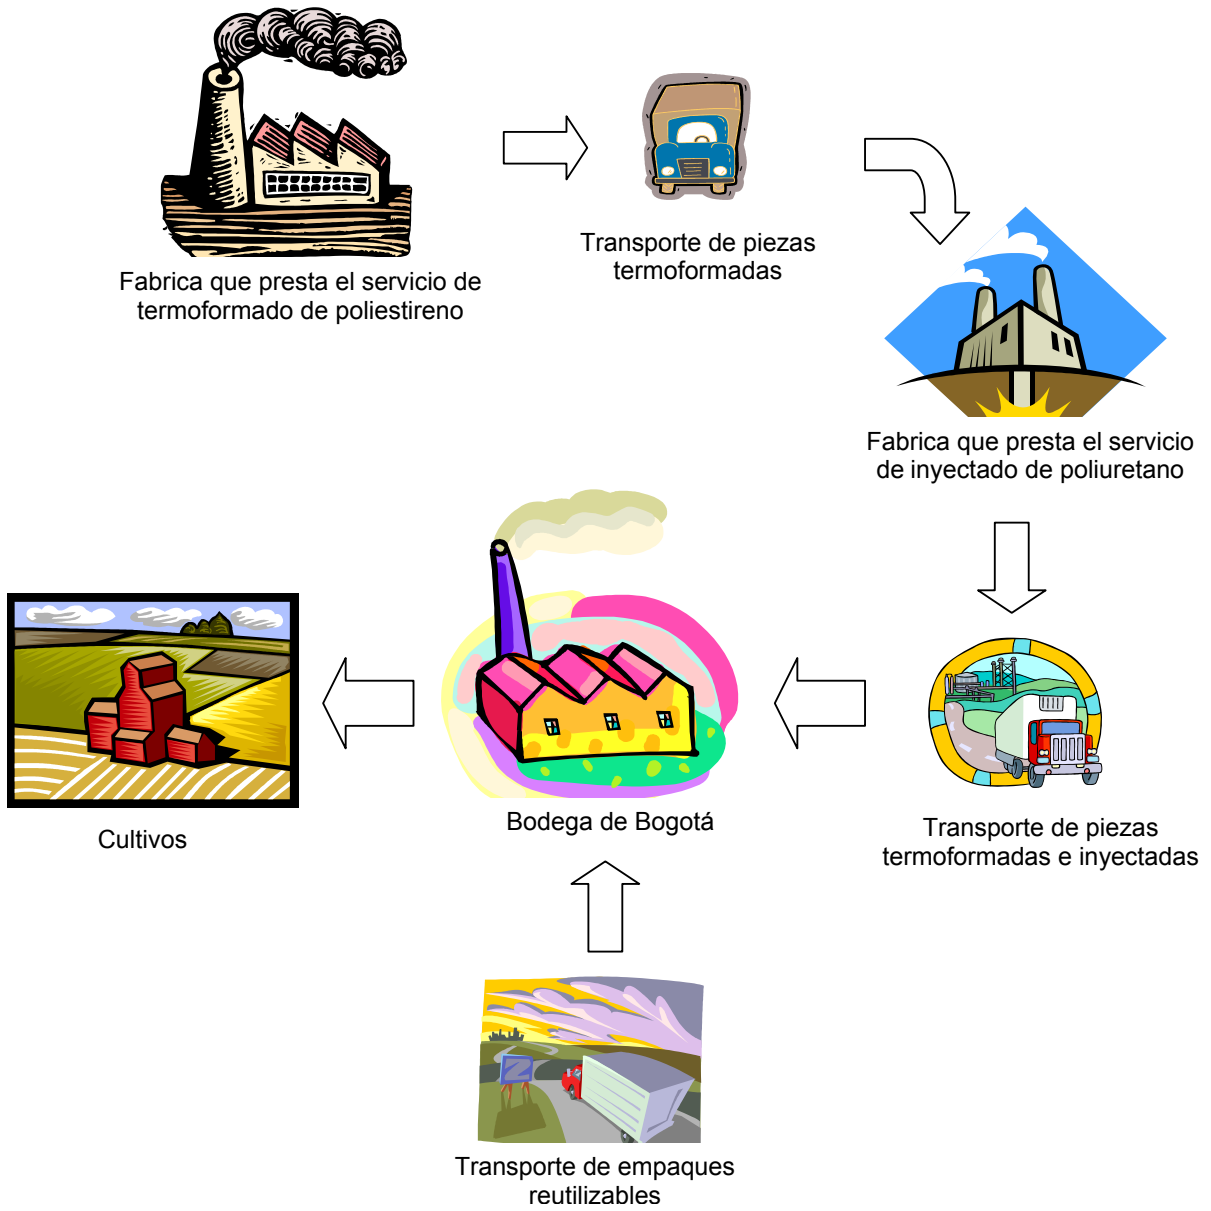 Transporte de piezas
termoformadas
Fabrica que presta el servicio de
termoformado de poliestireno
Fabrica que presta el servicio
de inyectado de poliuretano
Bodega de Bogotá
Cultivos
Transporte de piezas
termoformadas e inyectadas
Transporte de empaques
reutilizables